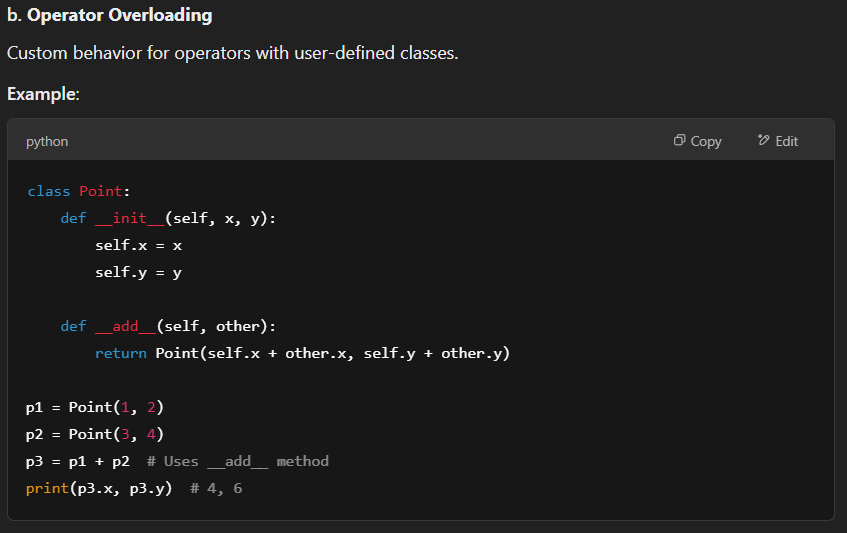 b. Operator Overloading
Custom behavior for operators with user-defined classes.
Example:
python Copy Edit
class Point:
    def __init__(self, x, y):
        self.x = x
        self.y = y

    def __add__(self, other):
        return Point(self.x + other.x, self.y + other.y)

p1 = Point(1, 2)
p2 = Point(3, 4)
p3 = p1 + p2  # Uses __add__ method
print(p3.x, p3.y)  # 4, 6